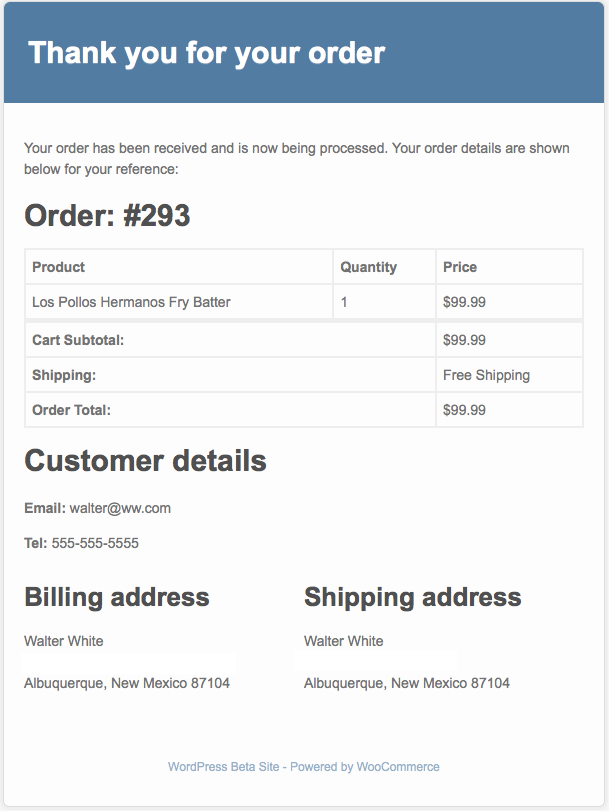 Thank you for your order
Your order has been received and is now being processed. Your order details are shown
below for your reference:
Order: #293
Product Quantity Price
Los Pollos Hermanos Fry Batter 1 $99.99
Cart Subtotal: $99.99
Shipping: Free Shipping
Order Total: $99.99
Customer details
Email: walter@ww.com
Tel: 555-555-5555
Billing address
Walter White
Albuquerque, New Mexico 87104
Shipping address
Walter White
Albuquerque, New Mexico 87104
WordPress Beta Site - Powered by WooCommerce